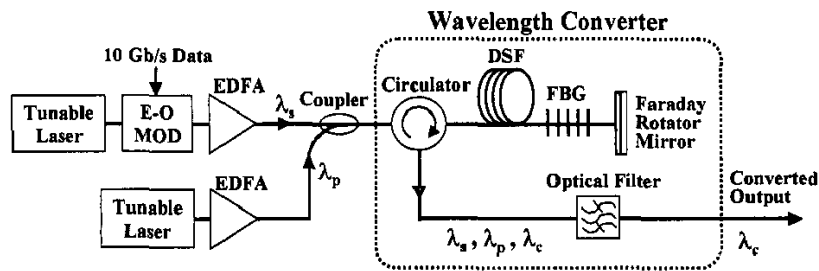 Wavelength Converter
10 Gb/s Data
DSF
EDFA
Circulator
FBG
Coupler
Tunable
Laser
E-O
MOD
λs
Faraday
Rotator
Mirror
λp
EDFA
Tunable
Laser
Optical Filter
Converted
Output
λs , λp , λc
λc